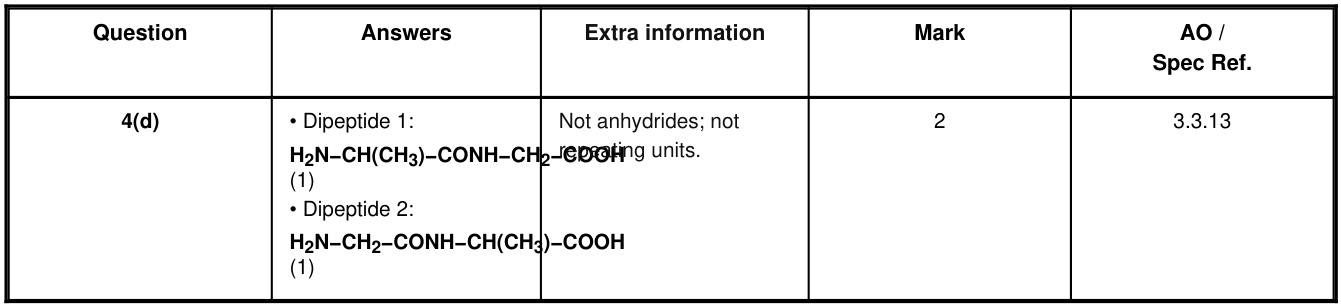 Question Answers Extra information Mark AO /
Spec Ref.
4(d) • Dipeptide 1: Not anhydrides; not 2 3.3.13
repeating units.
H₂N–CH(CH₃)–CONH–CH₂–COOH
(1)
• Dipeptide 2:
H₂N–CH₂–CONH–CH(CH₃)–COOH
(1)